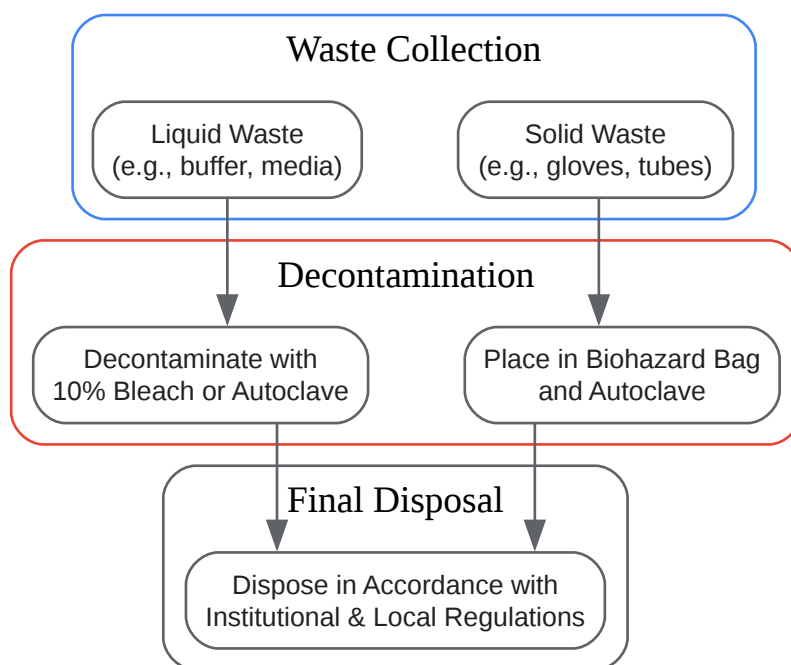 Waste Collection
Liquid Waste
(e.g., buffer, media)
Solid Waste
(e.g., gloves, tubes)
Decontamination
Decontaminate with
10% Bleach or Autoclave
Place in Biohazard Bag
and Autoclave
Final Disposal
Dispose in Accordance with
Institutional & Local Regulations